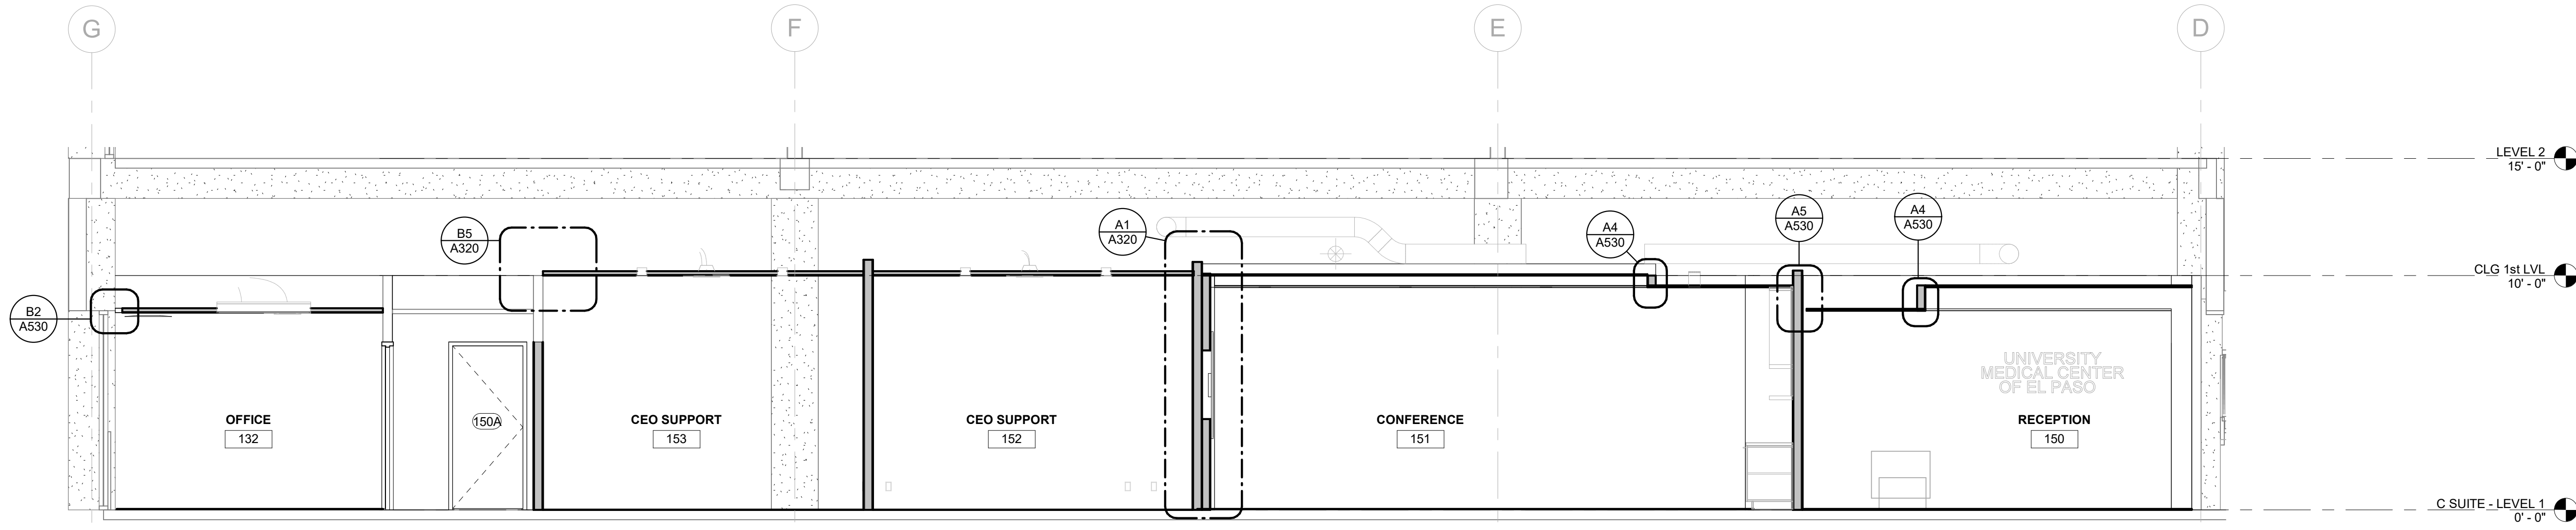 G
F
E
D
LEVEL 2
15' - 0"
B5
A320
A1
A320
A4
A530
A5
A530
A4
A530
CLG 1st LVL
10' - 0"
B2
A530
UNIVERSITY
MEDICAL CENTER
OF EL PASO
OFFICE
132
150A
CEO SUPPORT
153
CEO SUPPORT
152
CONFERENCE
151
RECEPTION
150
C SUITE - LEVEL 1
0' - 0"